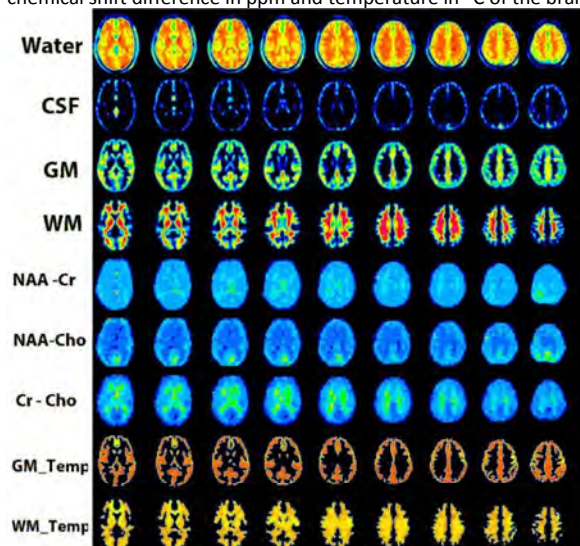 chemical shift difference in ppm and temperature in °C of the brai
Water
CSF
GM
WM
NAA -Cr
NAA-Cho
Cr - Cho
GM_Temp
WM_Temp